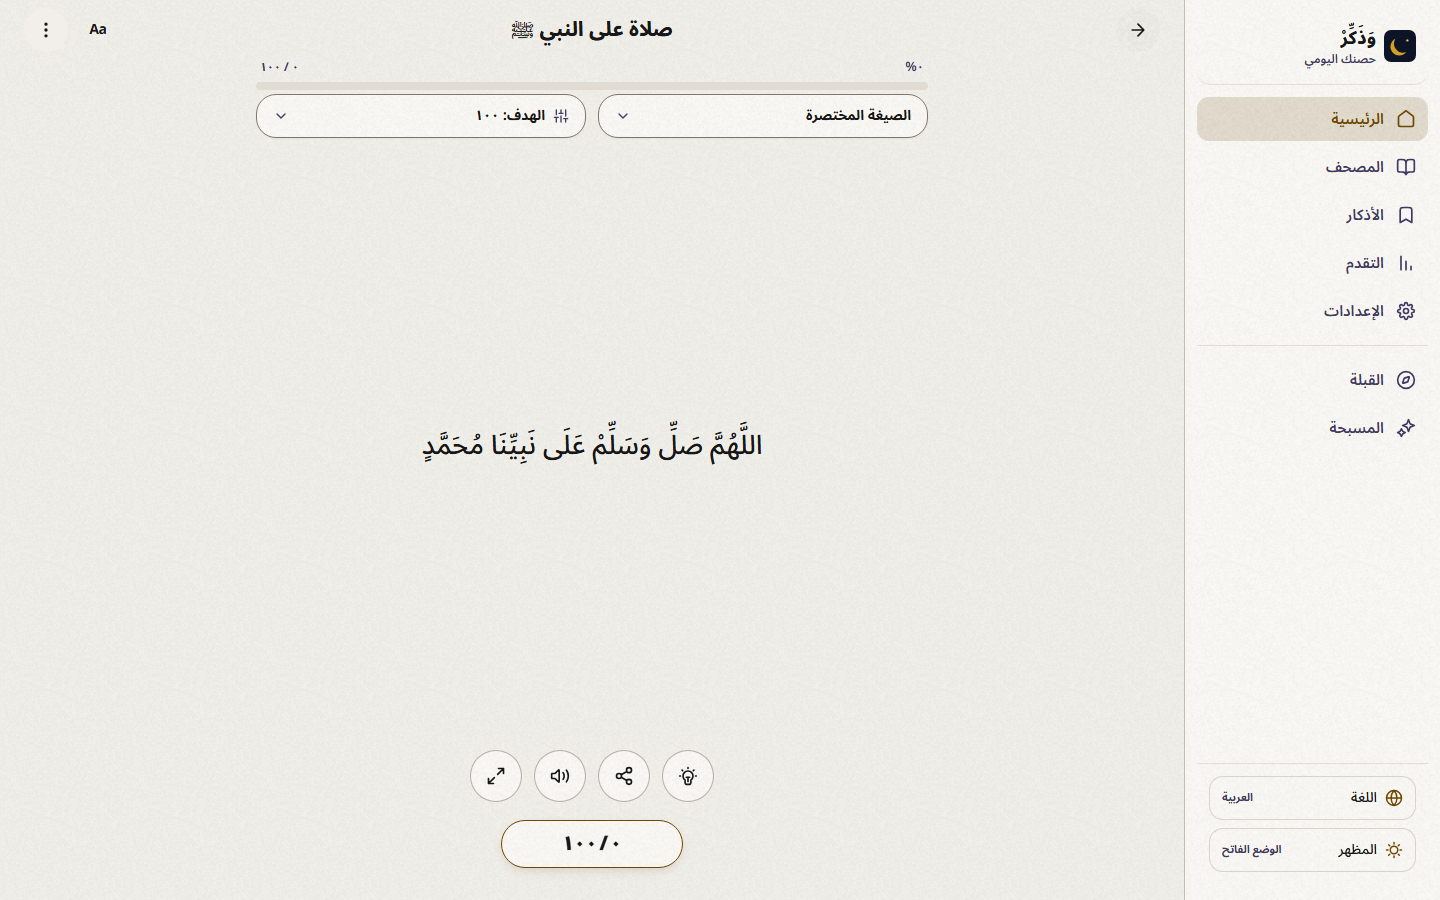 وَذَكِّرْ
حصنك اليومي
الرئيسية
المصحف
الأذكار
التقدم
الإعدادات
القبلة
المسبحة
اللغة العربية
المظهر الوضع الفاتح
صلاة على النبي ﷺ
Aa
٠%
٠ / ١٠٠
الصيغة المختصرة
الهدف: ١٠٠
اللَّهُمَّ صَلِّ وَسَلِّمْ عَلَى نَبِيِّنَا مُحَمَّدٍ
٠ / ١٠٠